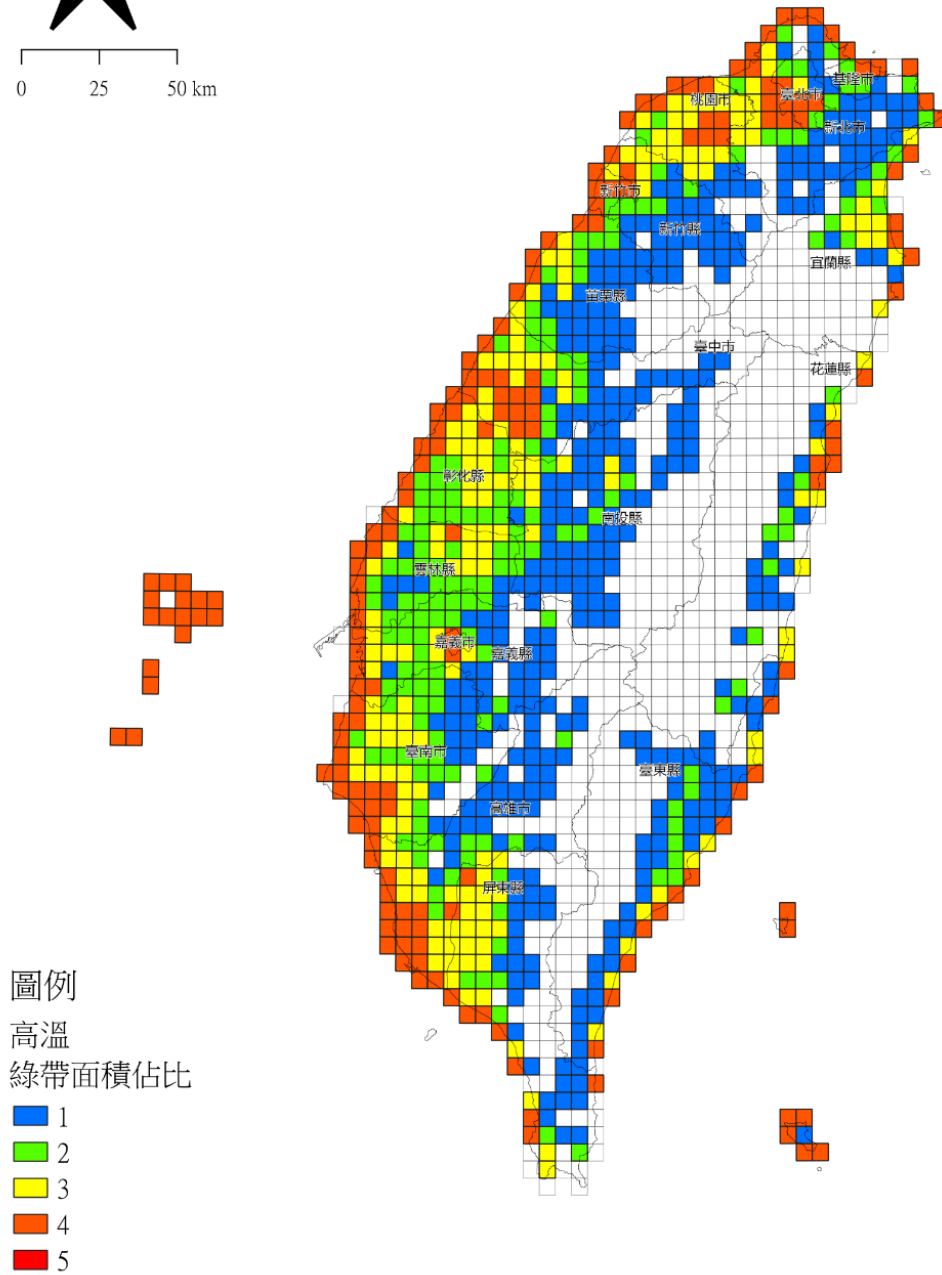 0 25 50 km
基隆市
桃園市
臺北市
新北市
新竹市
新竹縣
宜蘭縣
苗栗縣
臺中市
花蓮縣
彰化縣
南投縣
雲林縣
嘉義市
嘉義縣
臺南市
臺東縣
高雄市
屏東縣
圖例
高溫
綠帶面積佔比
1
2
3
4
5